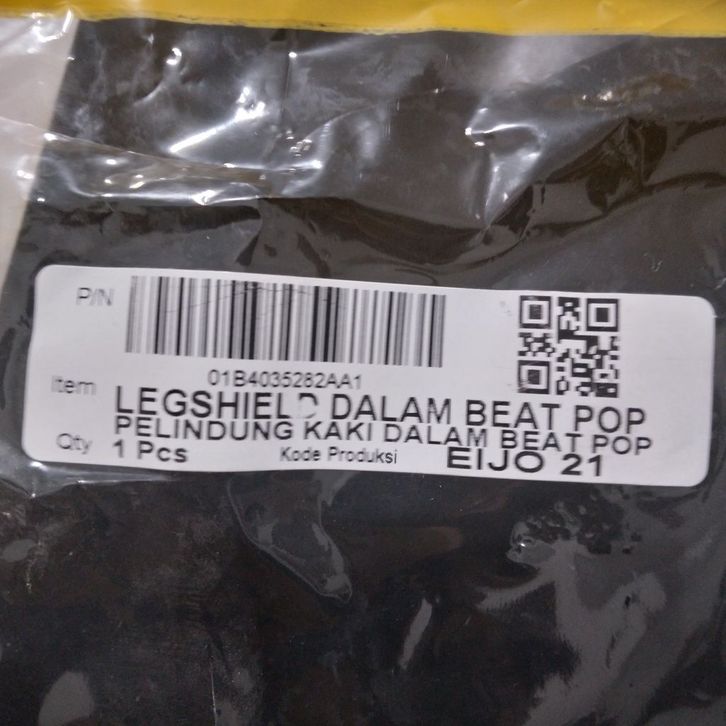 P/N
01B4035282AA1
Item LEGSHIELD DALAM BEAT POP
PELINDUNG KAKI DALAM BEAT POP
Qty 1 Pcs Kode Produksi EIJO 21